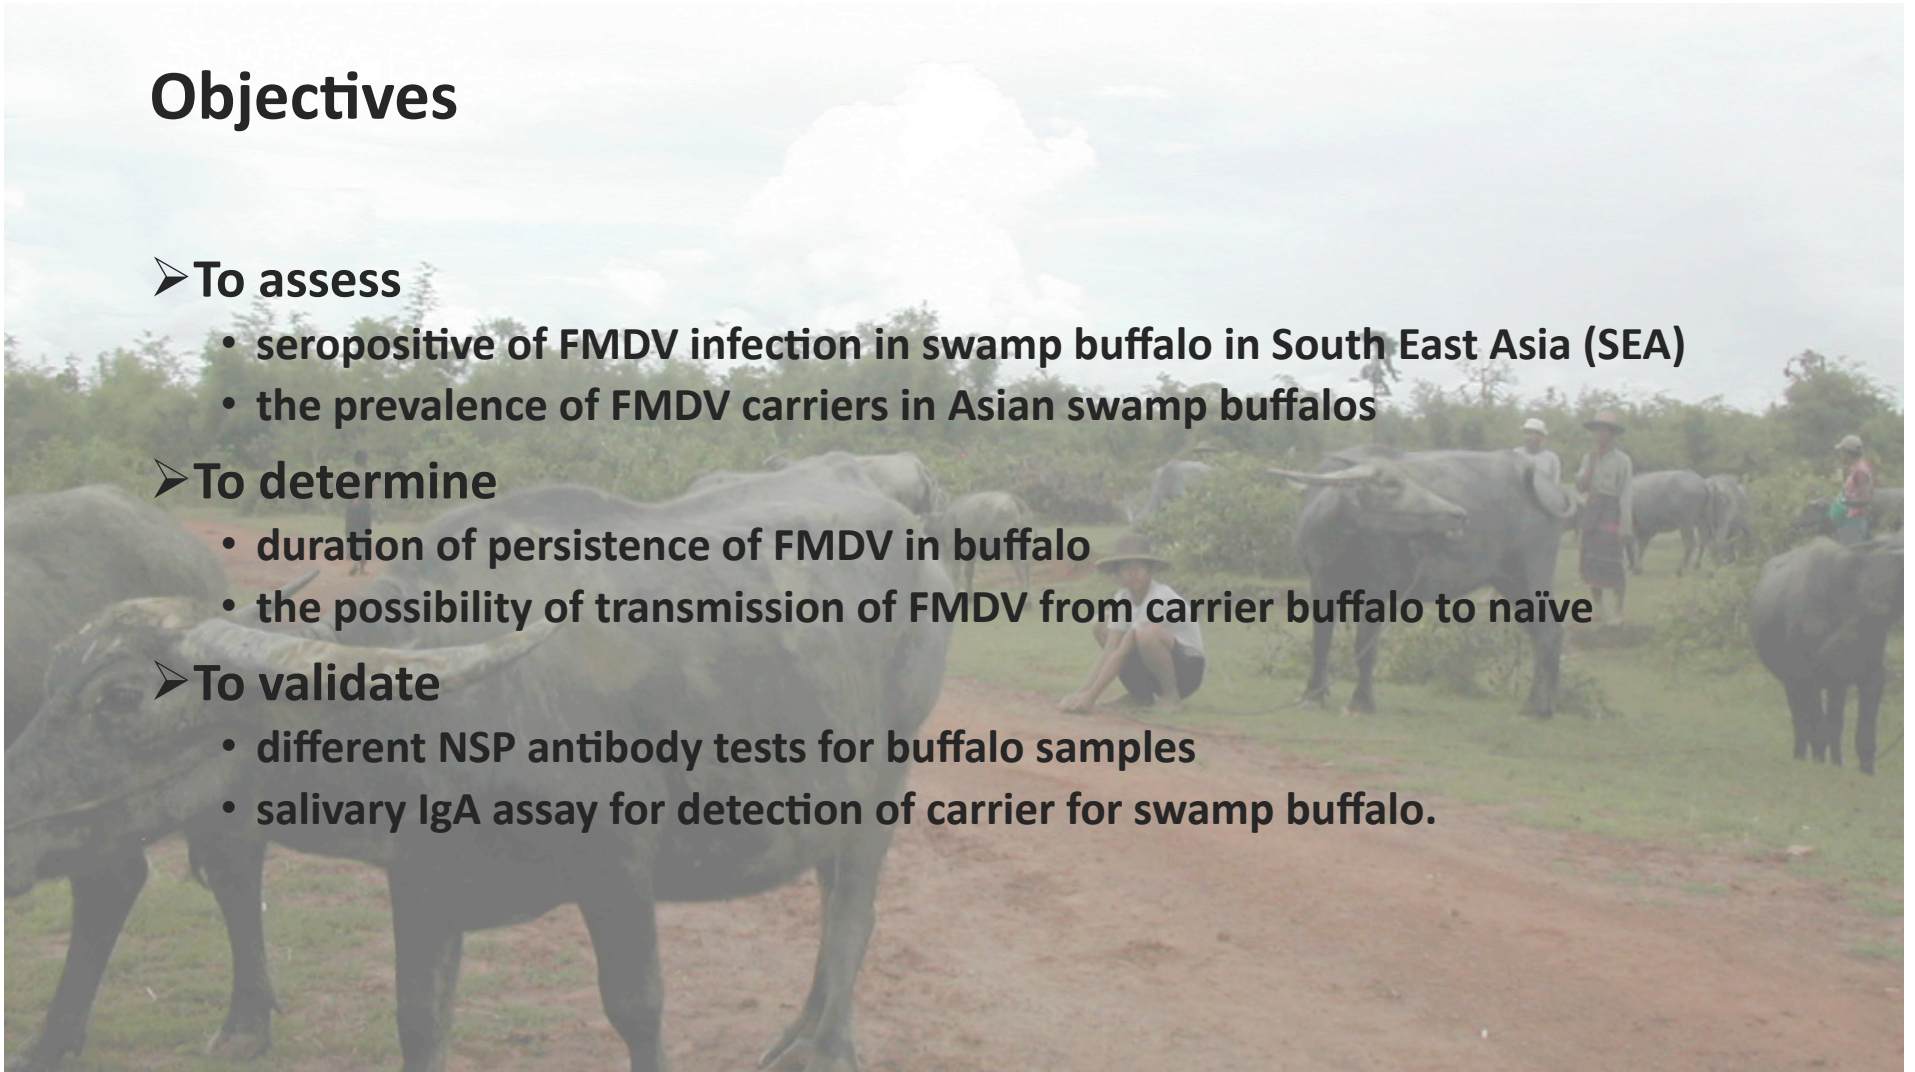 Objectives
➢To assess
• seropositive of FMDV infection in swamp buffalo in South East Asia (SEA)
• the prevalence of FMDV carriers in Asian swamp buffalos
➢To determine
• duration of persistence of FMDV in buffalo
• the possibility of transmission of FMDV from carrier buffalo to naïve
➢To validate
• different NSP antibody tests for buffalo samples
• salivary IgA assay for detection of carrier for swamp buffalo.